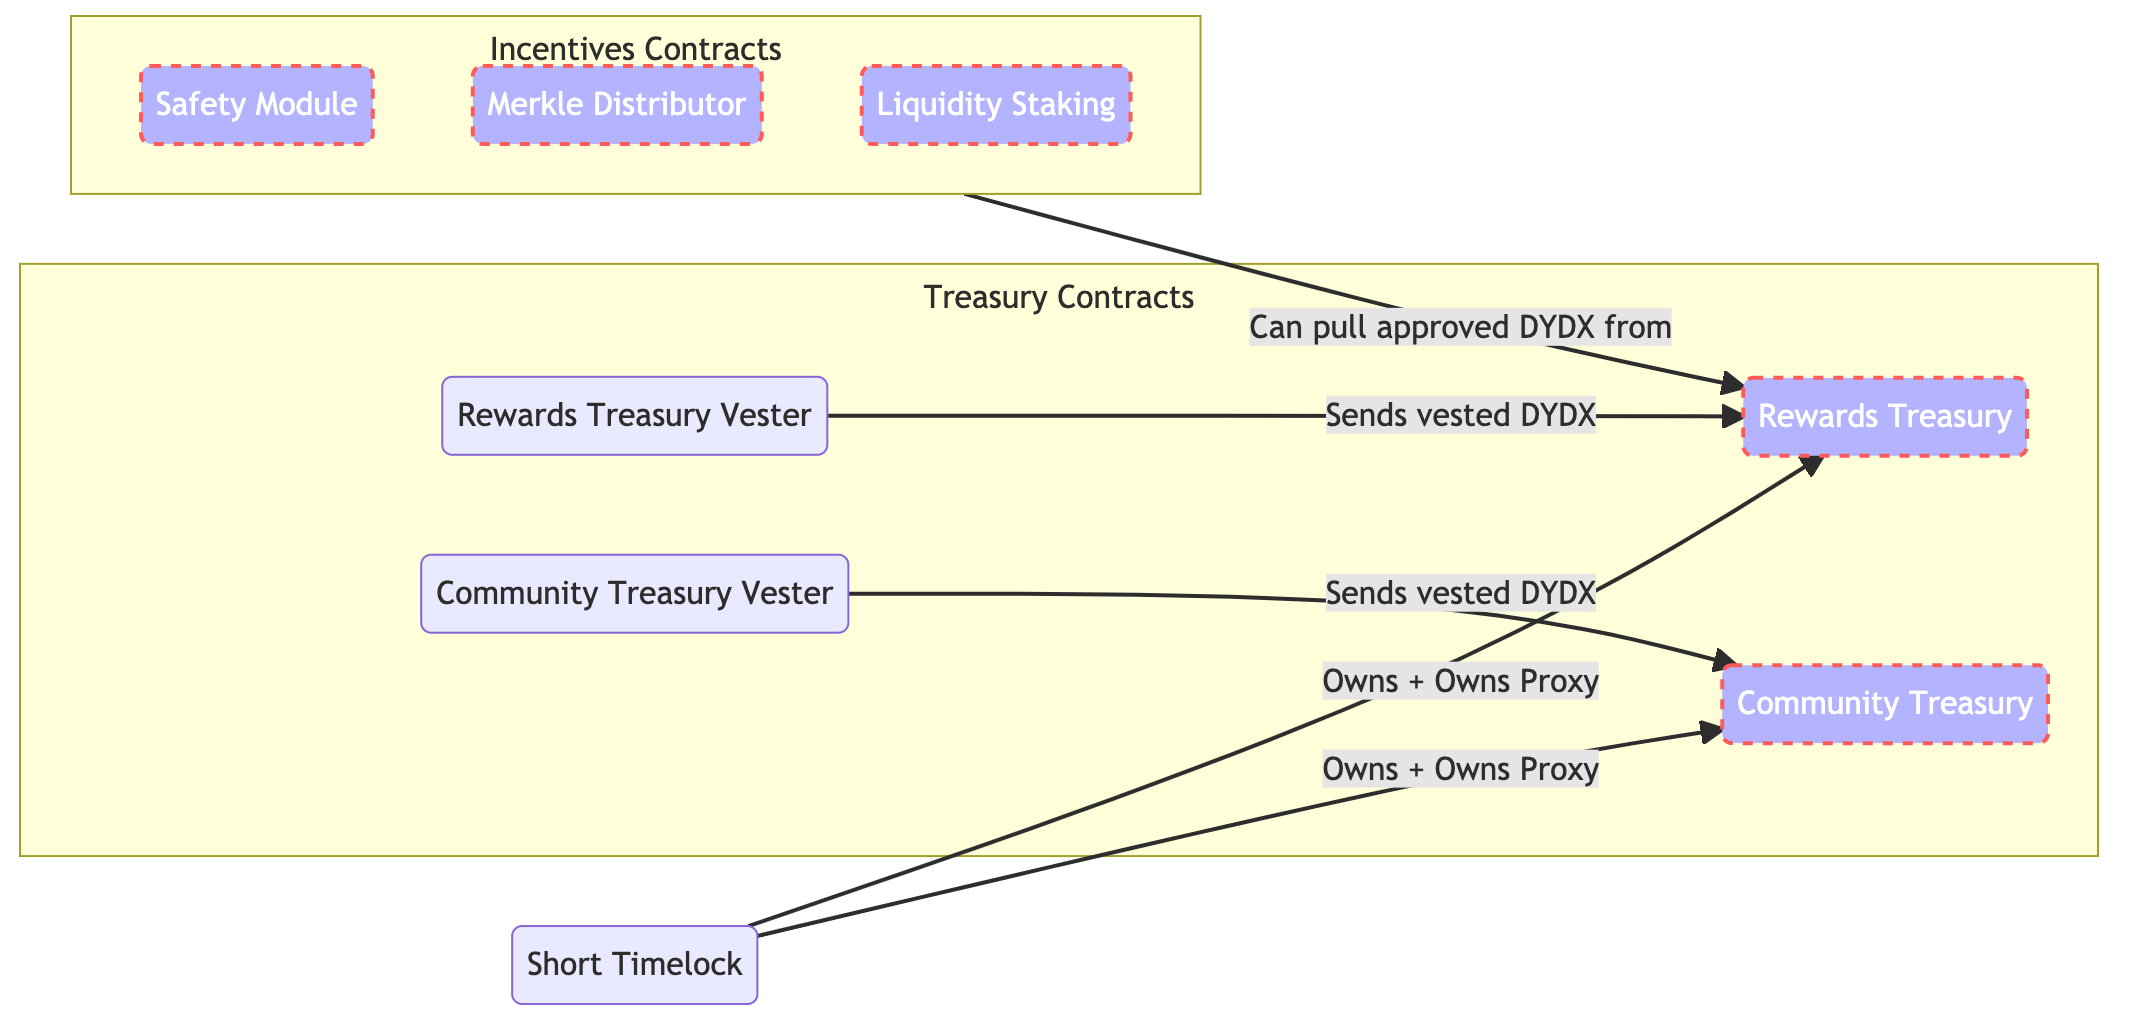 Incentives Contracts
Safety Module
Merkle Distributor
Liquidity Staking
Treasury Contracts
Can pull approved DYDX from
Rewards Treasury Vester
Sends vested DYDX
Rewards Treasury
Community Treasury Vester
Sends vested DYDX
Owns + Owns Proxy
Community Treasury
Owns + Owns Proxy
Short Timelock